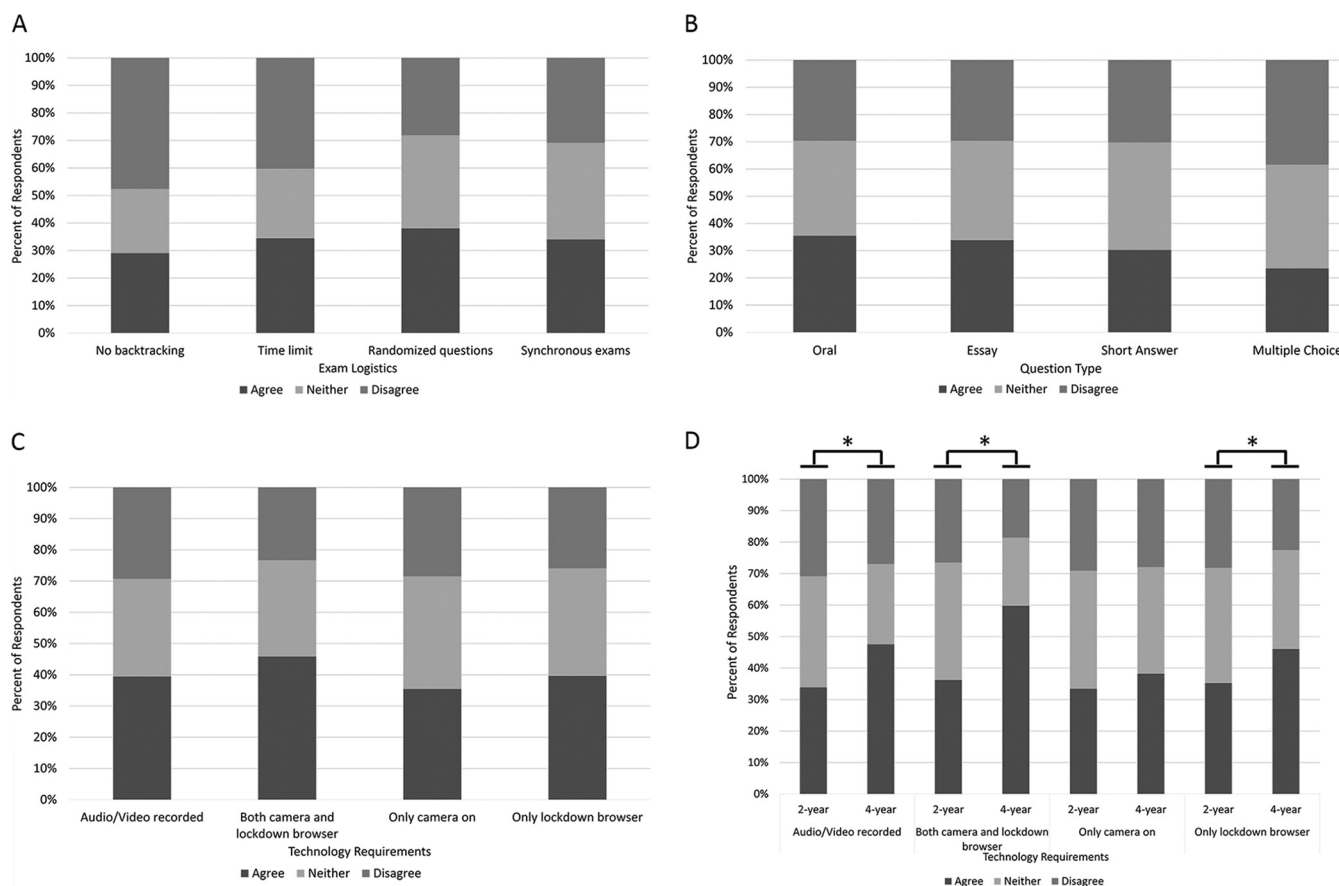 A
100%
90%
80%
70%
60%
50%
40%
30%
20%
10%
0%
Percent of Respondents
No backtracking Time limit Randomized questions Synchronous exams
Exam Logistics
Agree Neither Disagree
B
100%
90%
80%
70%
60%
50%
40%
30%
20%
10%
0%
Percent of Respondents
Oral Essay Short Answer Multiple Choice
Question Type
Agree Neither Disagree
C
100%
90%
80%
70%
60%
50%
40%
30%
20%
10%
0%
Percent of Respondents
Audio/Video recorded Both camera and Only camera on Only lockdown browser
lockdown browser
Technology Requirements
Agree Neither Disagree
D
* * *
100%
90%
80%
70%
60%
50%
40%
30%
20%
10%
0%
Percent of Respondents
2-year 4-year 2-year 4-year 2-year 4-year 2-year 4-year
Audio/Video recorded Both camera and lockdown Only camera on Only lockdown browser
browser
Technology Requirements
Agree Neither Disagree